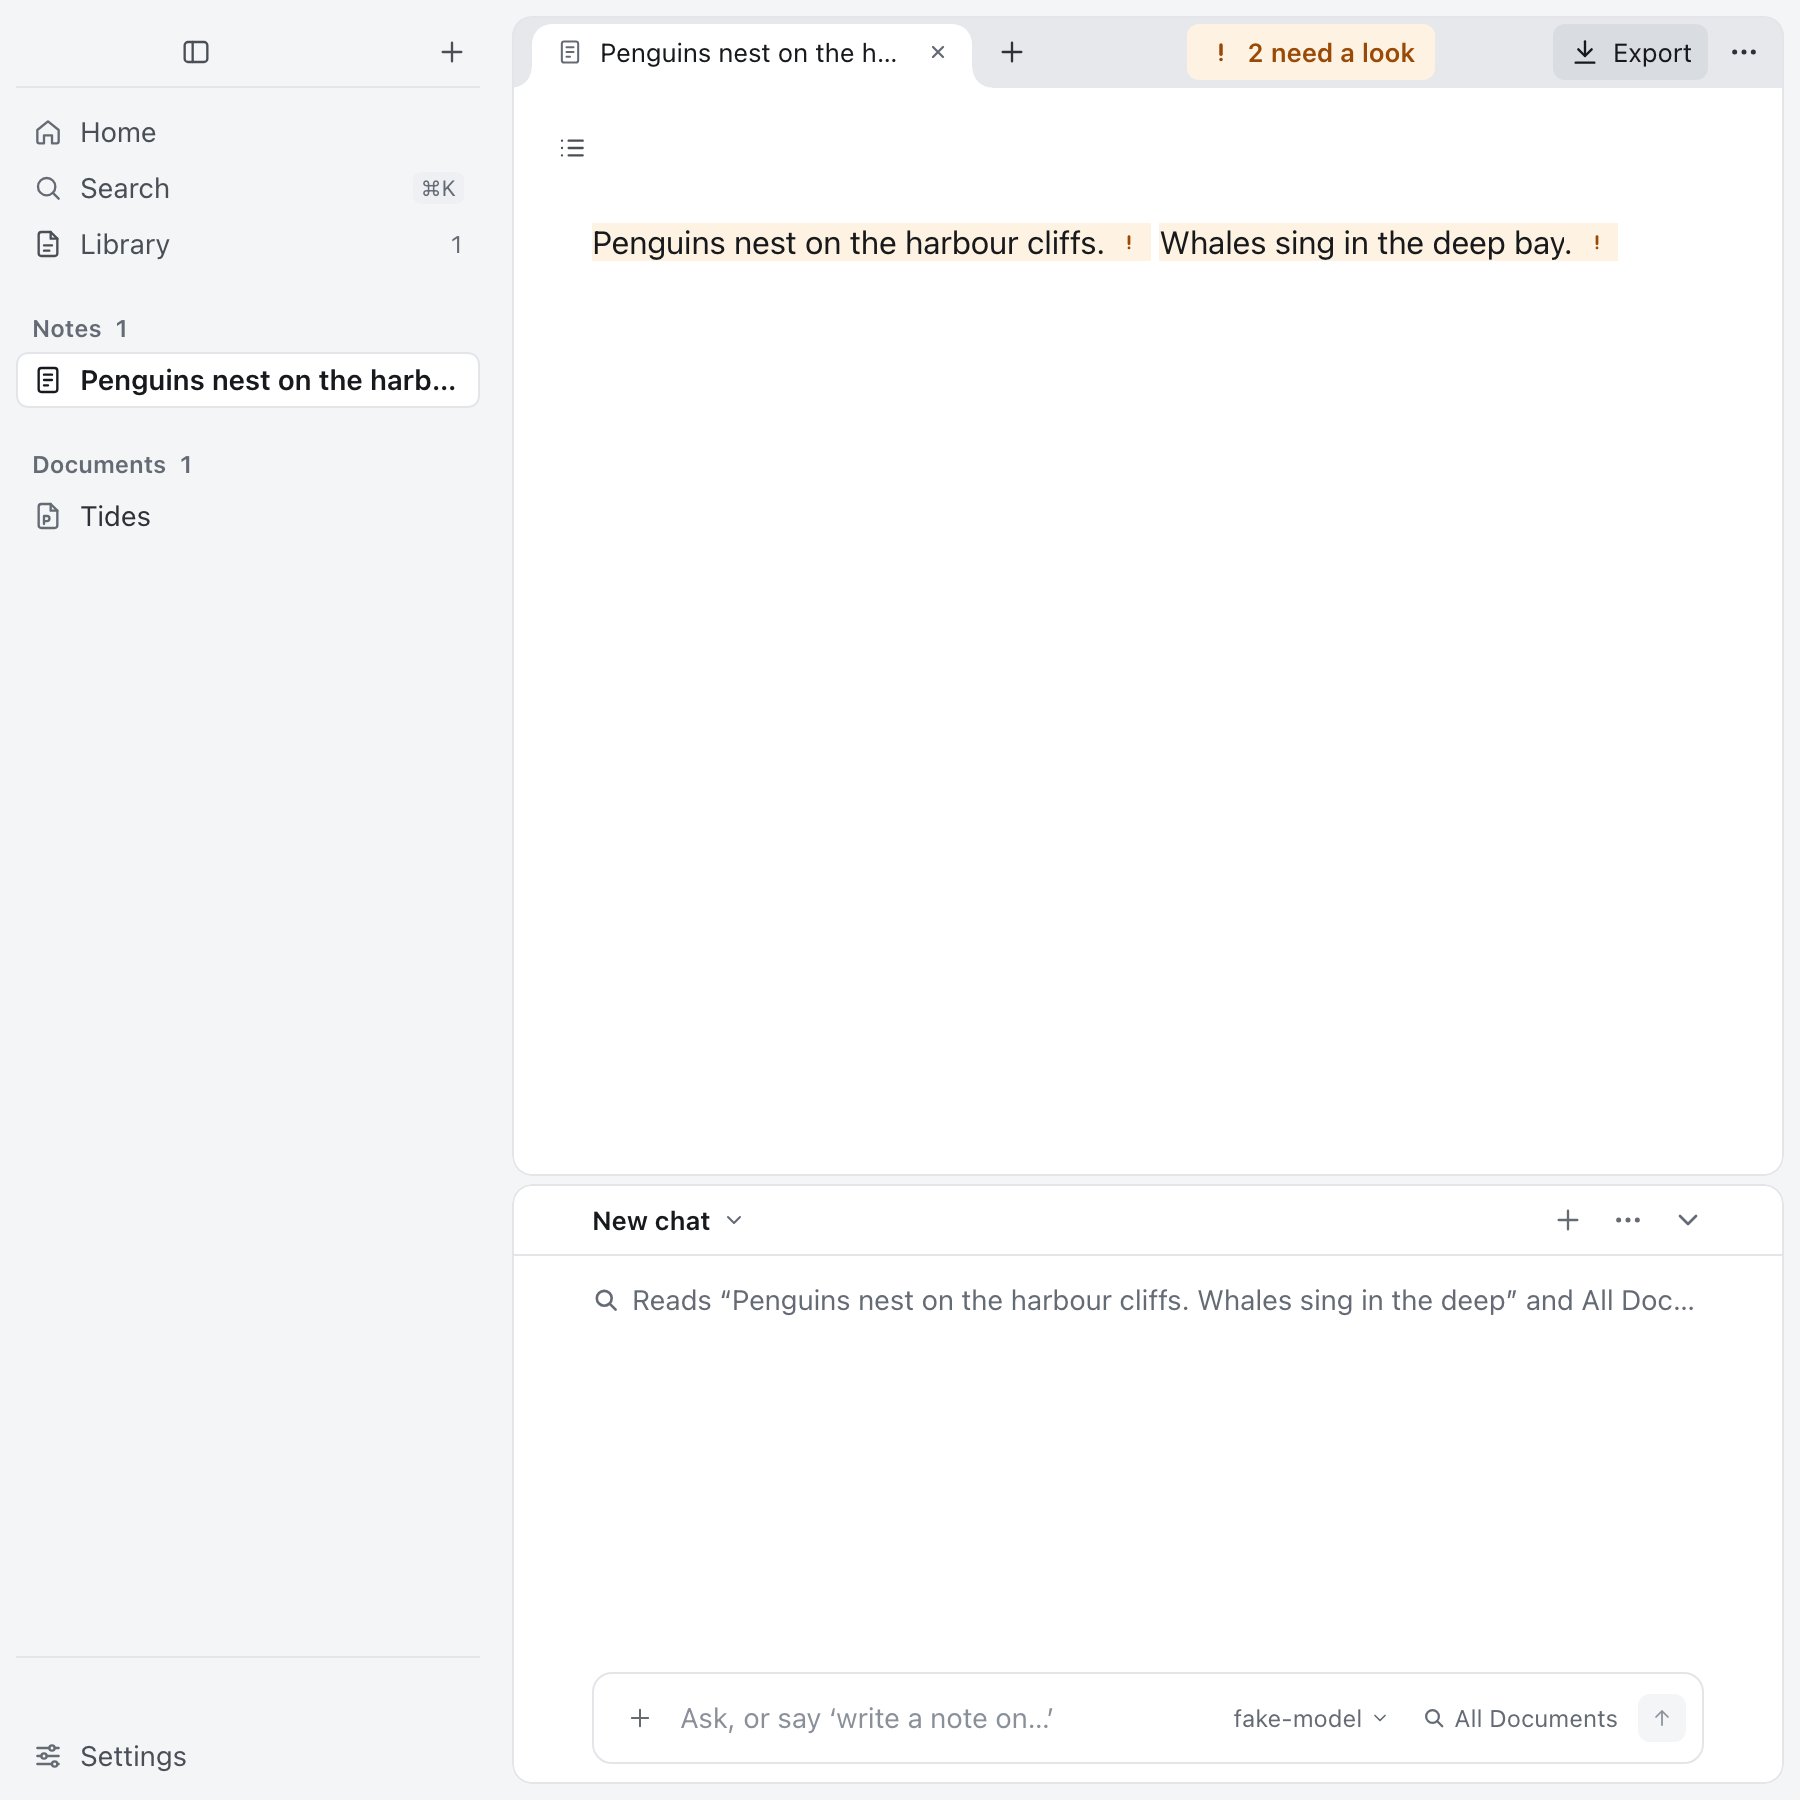 Penguins nest on the h...
! 2 need a look
Export
Home
Search ⌘K
Library 1
Notes 1
Penguins nest on the harb...
Documents 1
Tides
Settings
Penguins nest on the harbour cliffs. ! Whales sing in the deep bay. !
New chat
Reads “Penguins nest on the harbour cliffs. Whales sing in the deep” and All Doc...
Ask, or say ‘write a note on...’ fake-model All Documents